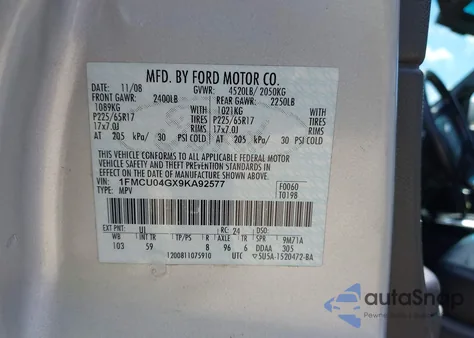 MFD. BY FORD MOTOR CO.
DATE: 11/08 GVWR: 4520LB/ 2050KG
FRONT GAWR: 2400LB REAR GAWR: 2250LB
1089KG 1021KG
P225/65R17 TIRES P225/65R17 TIRES
17x7.0J RIMS 17x7.0J RIMS
AT 205 kPa/ 30 PSI COLD AT 205 kPa/ 30 PSI COLD
THIS VEHICLE CONFORMS TO ALL APPLICABLE FEDERAL MOTOR
VEHICLE SAFETY AND THEFT PREVENTION STANDARDS IN EFFECT ON
THE DATE OF MANUFACTURE SHOWN ABOVE.
VIN: 1FMCU04GX9KA92577 F0060
TYPE: MPV T0198
EXT PNT: UI RC: 24 DSO:
WB INT TR TP/PS R AXLE TR SPR 9M71A
103 59 B 96 6 DDAA 305
1200811075910 UTC 5U5A-1520472-BA
autoSnap